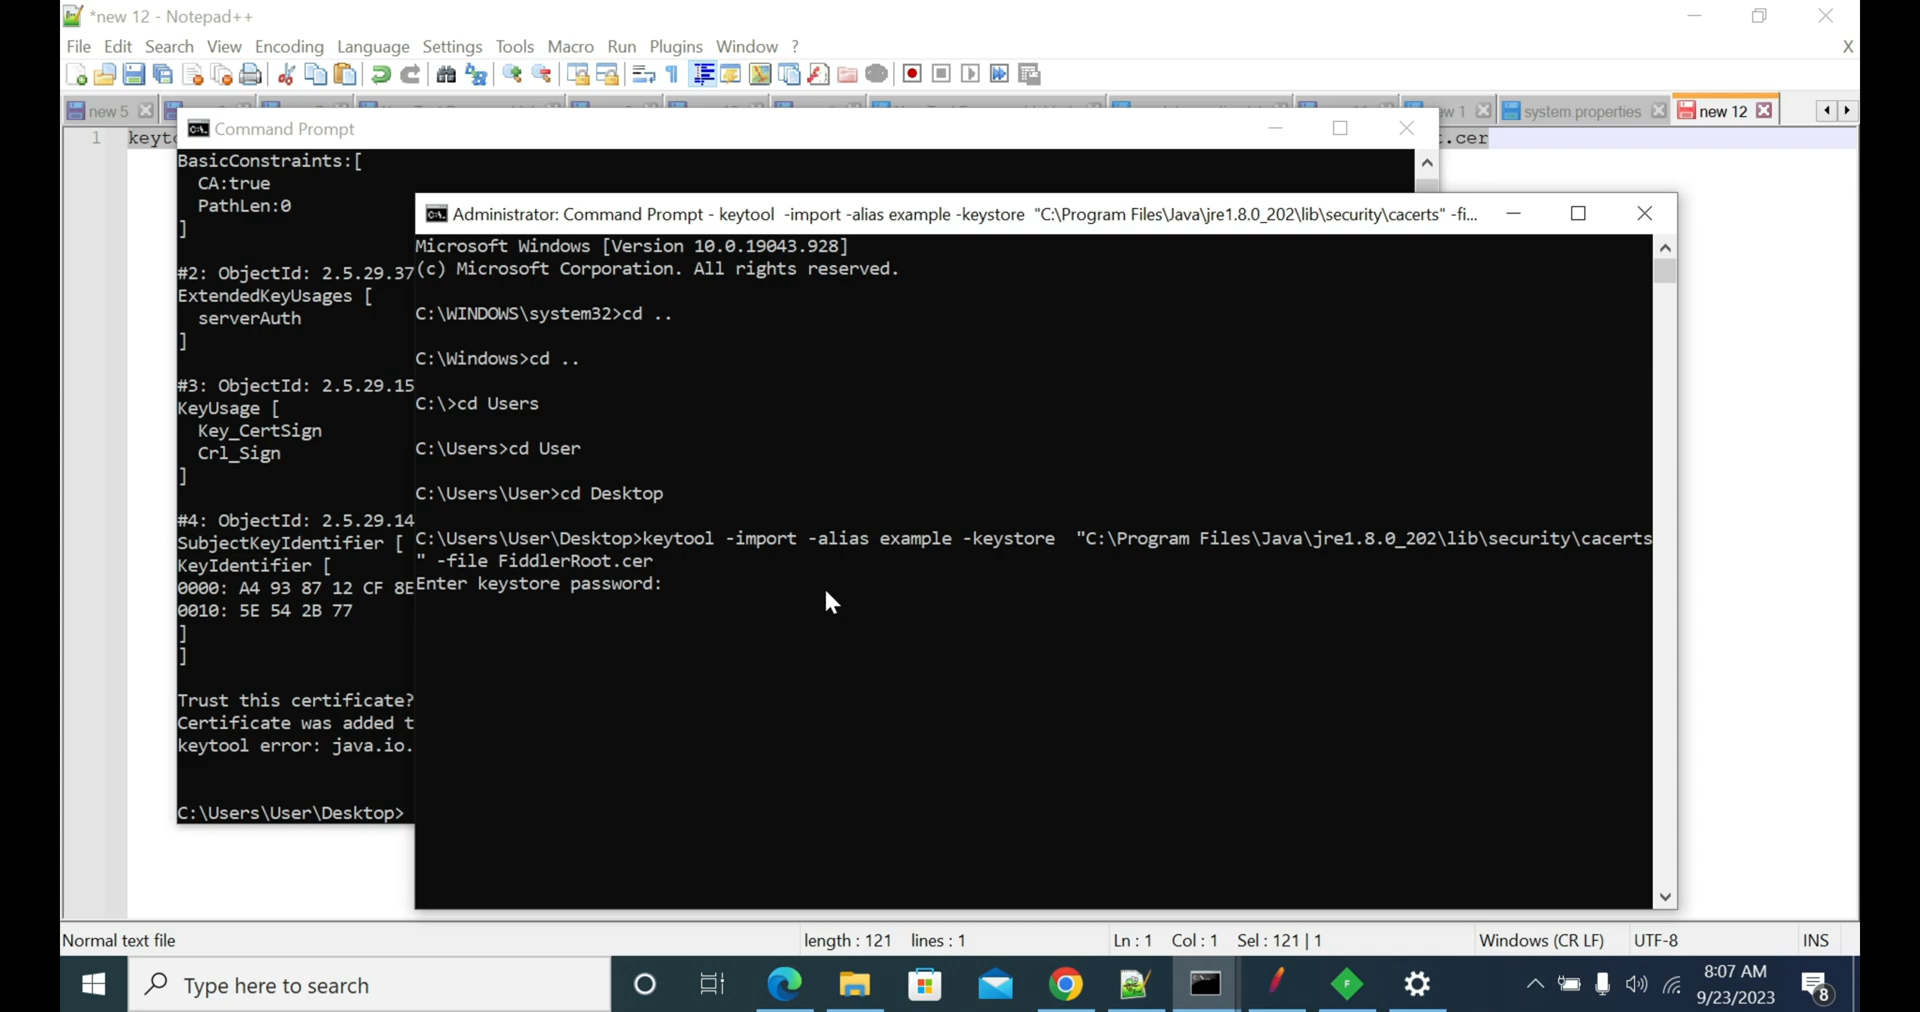 *new 12 - Notepad++
File Edit Search View Encoding Language Settings Tools Macro Run Plugins Window ?
X
new 5
new 1 system.properties new 12
1 keyt
.cer
Command Prompt
BasicConstraints:[
CA:true
PathLen:0
]
#2: ObjectId: 2.5.29.37
ExtendedKeyUsages [
serverAuth
]
#3: ObjectId: 2.5.29.15
KeyUsage [
Key_CertSign
Crl_Sign
]
#4: ObjectId: 2.5.29.14
SubjectKeyIdentifier [
KeyIdentifier [
0000: A4 93 87 12 CF 8E
0010: 5E 54 2B 77
]
]
Trust this certificate?
Certificate was added t
keytool error: java.io.
C:\Users\User\Desktop>
Administrator: Command Prompt - keytool -import -alias example -keystore "C:\Program Files\Java\jre1.8.0_202\lib\security\cacerts" -fi...
Microsoft Windows [Version 10.0.19043.928]
(c) Microsoft Corporation. All rights reserved.
C:\WINDOWS\system32>cd ..
C:\Windows>cd ..
C:\>cd Users
C:\Users>cd User
C:\Users\User>cd Desktop
C:\Users\User\Desktop>keytool -import -alias example -keystore "C:\Program Files\Java\jre1.8.0_202\lib\security\cacerts
" -file FiddlerRoot.cer
Enter keystore password:
Normal text file length : 121 lines : 1 Ln : 1 Col : 1 Sel : 121 | 1 Windows (CR LF) UTF-8 INS
Type here to search
8:07 AM
9/23/2023
8